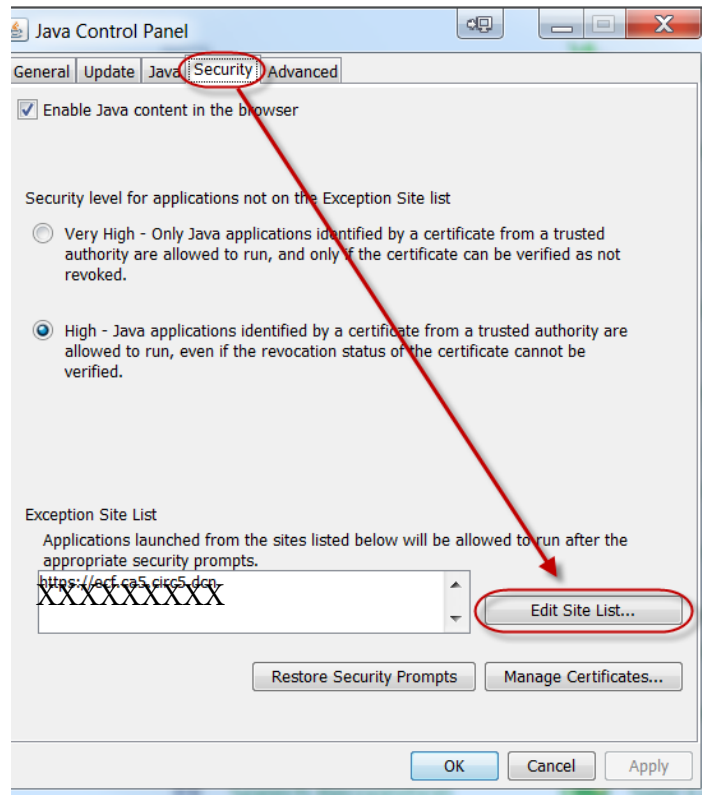 Java Control Panel
General Update Java Security Advanced
Enable Java content in the browser
Security level for applications not on the Exception Site list
Very High - Only Java applications identified by a certificate from a trusted
authority are allowed to run, and only if the certificate can be verified as not
revoked.
High - Java applications identified by a certificate from a trusted authority are
allowed to run, even if the revocation status of the certificate cannot be
verified.
Exception Site List
Applications launched from the sites listed below will be allowed to run after the
appropriate security prompts.
https://ecf.ca5.circ5.dcn
XXXXXXXXX
Edit Site List...
Restore Security Prompts Manage Certificates...
OK Cancel Apply